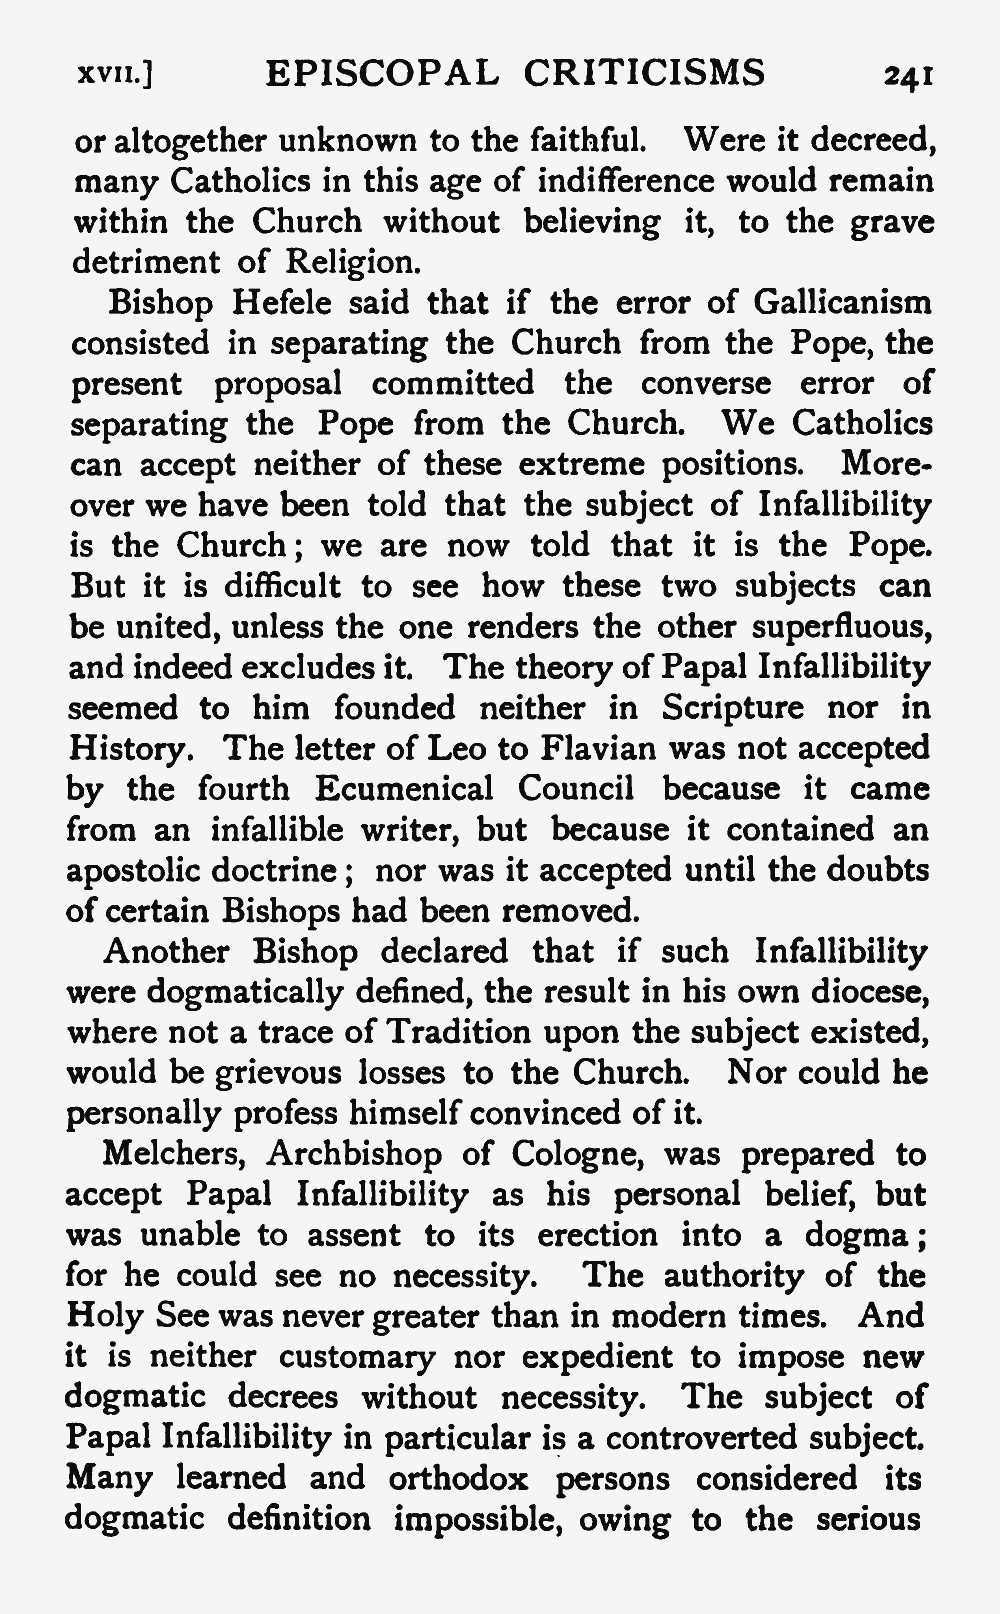 XVII.] EPISCOPAL CRITICISMS 241
or altogether unknown to the faithful. Were it decreed,
many Catholics in this age of indifference would remain
within the Church without believing it, to the grave
detriment of Religion.
Bishop Hefele said that if the error of Gallicanism
consisted in separating the Church from the Pope, the
present proposal committed the converse error of
separating the Pope from the Church. We Catholics
can accept neither of these extreme positions. More-
over we have been told that the subject of Infallibility
is the Church; we are now told that it is the Pope.
But it is difficult to see how these two subjects can
be united, unless the one renders the other superfluous,
and indeed excludes it. The theory of Papal Infallibility
seemed to him founded neither in Scripture nor in
History. The letter of Leo to Flavian was not accepted
by the fourth Ecumenical Council because it came
from an infallible writer, but because it contained an
apostolic doctrine; nor was it accepted until the doubts
of certain Bishops had been removed.
Another Bishop declared that if such Infallibility
were dogmatically defined, the result in his own diocese,
where not a trace of Tradition upon the subject existed,
would be grievous losses to the Church. Nor could he
personally profess himself convinced of it.
Melchers, Archbishop of Cologne, was prepared to
accept Papal Infallibility as his personal belief, but
was unable to assent to its erection into a dogma;
for he could see no necessity. The authority of the
Holy See was never greater than in modern times. And
it is neither customary nor expedient to impose new
dogmatic decrees without necessity. The subject of
Papal Infallibility in particular is a controverted subject.
Many learned and orthodox persons considered its
dogmatic definition impossible, owing to the serious